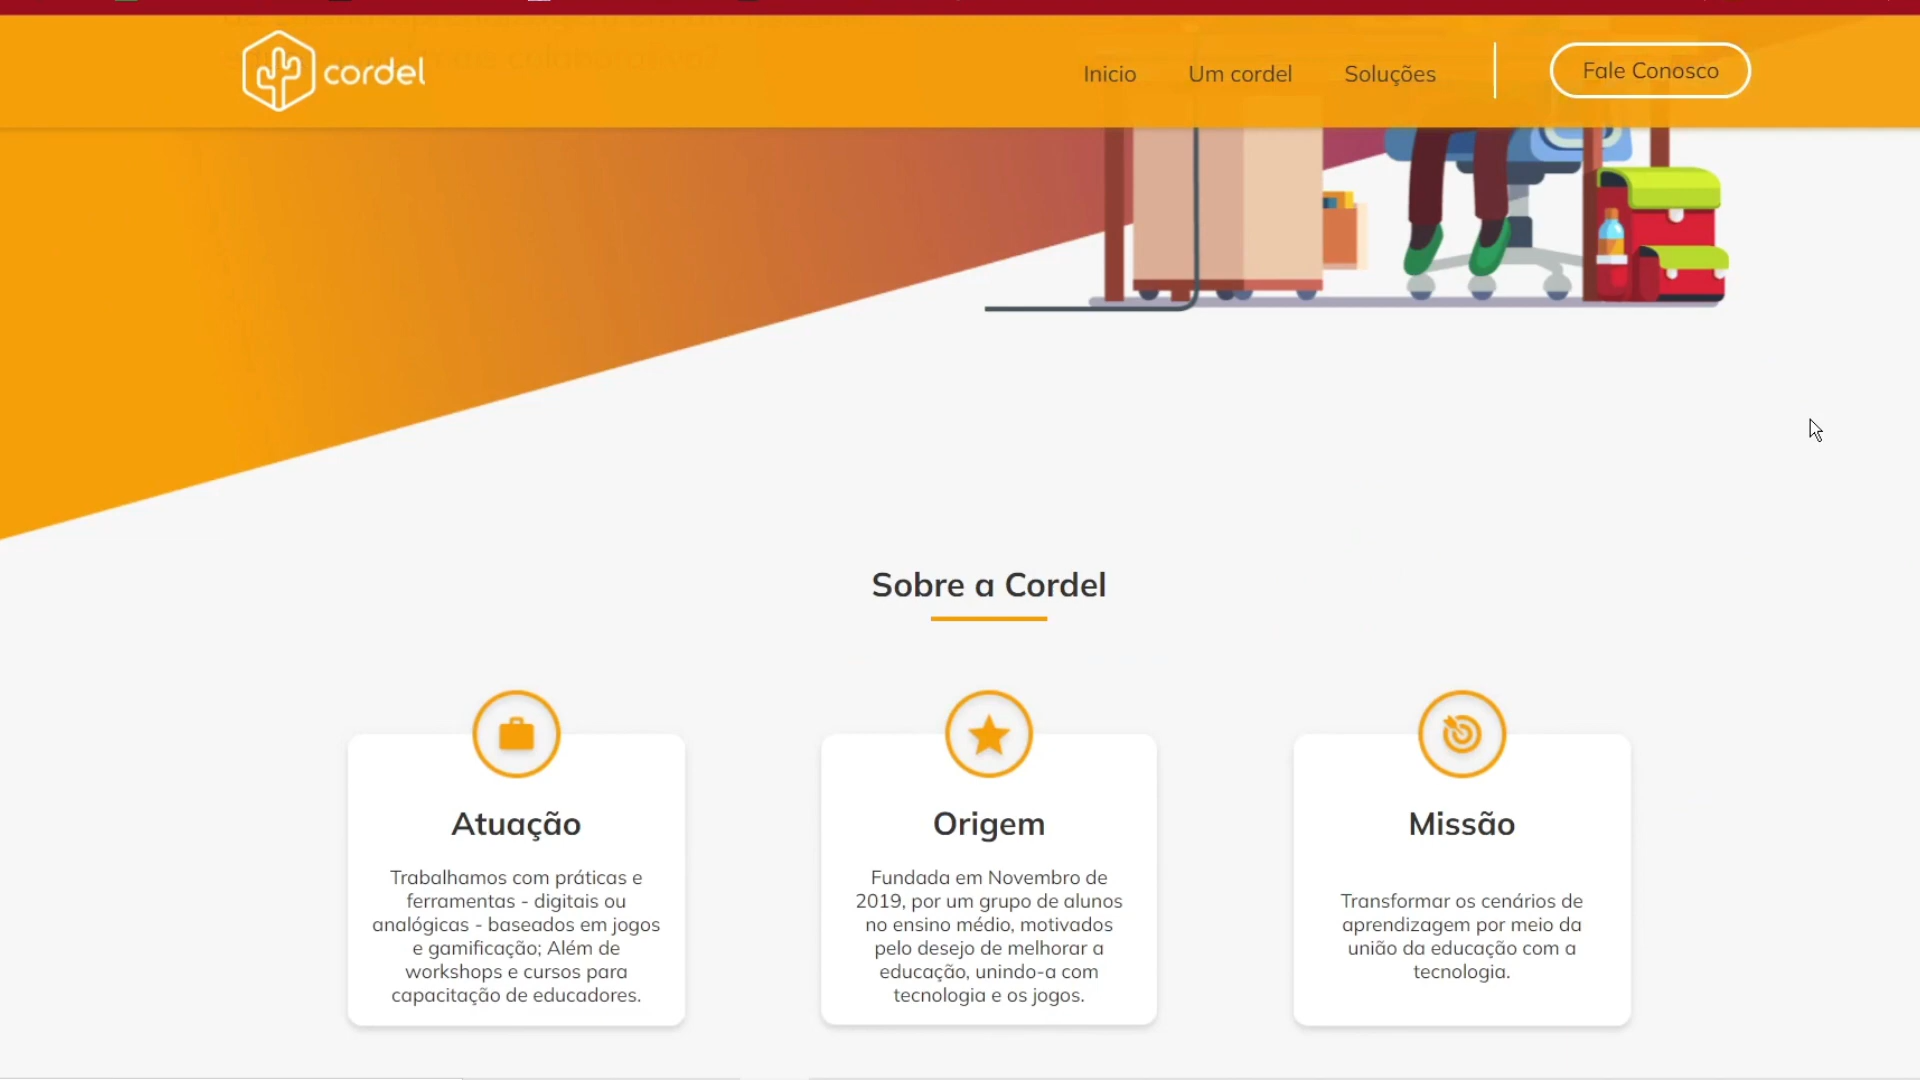 cordel
Inicio
Um cordel
Soluções
Fale Conosco
Sobre a Cordel
Atuação
Trabalhamos com práticas e
ferramentas - digitais ou
analógicas - baseados em jogos
e gamificação; Além de
workshops e cursos para
capacitação de educadores.
Origem
Fundada em Novembro de
2019, por um grupo de alunos
no ensino médio, motivados
pelo desejo de melhorar a
educação, unindo-a com
tecnologia e os jogos.
Missão
Transformar os cenários de
aprendizagem por meio da
união da educação com a
tecnologia.